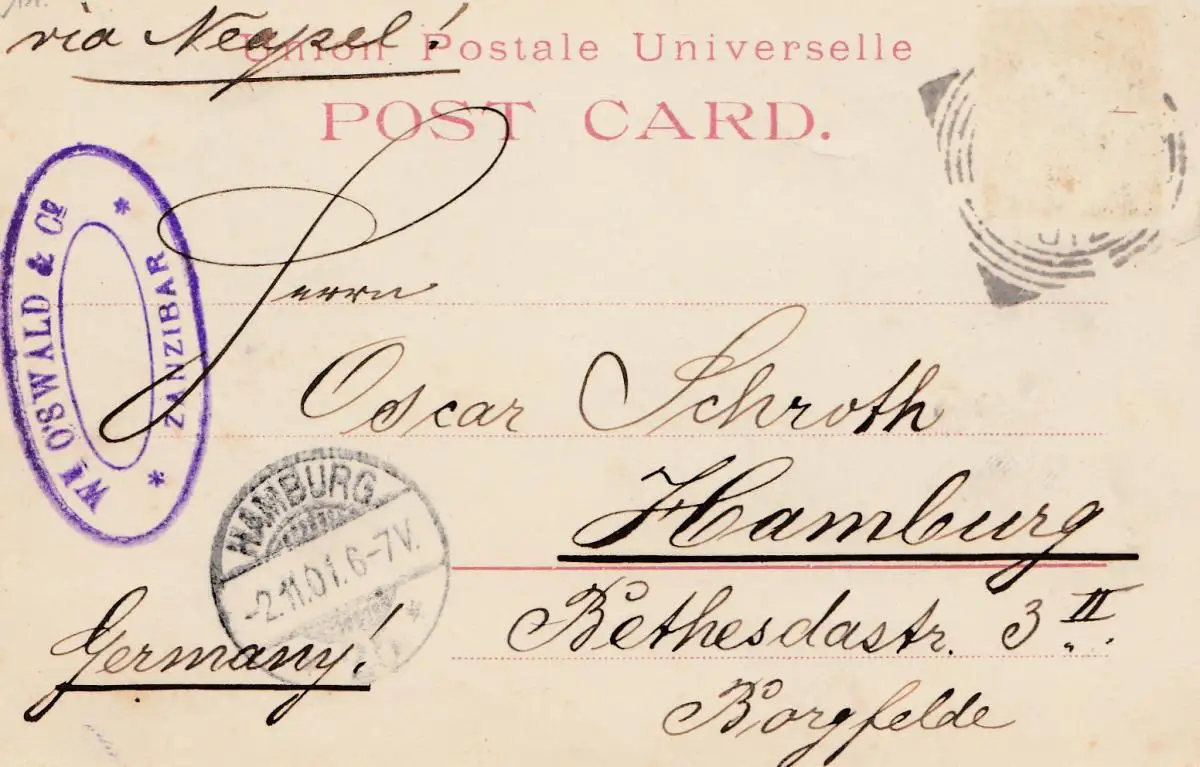 via Neapel!
Union Postale Universelle
POST CARD.
Wm OSWALD & Co
* ZANZIBAR *
Herrn
Oscar Schroth
HAMBURG
-2.11.01.6-7V.
*
Hamburg
Bethesdastr. 3 II
Germany!
Borgfelde